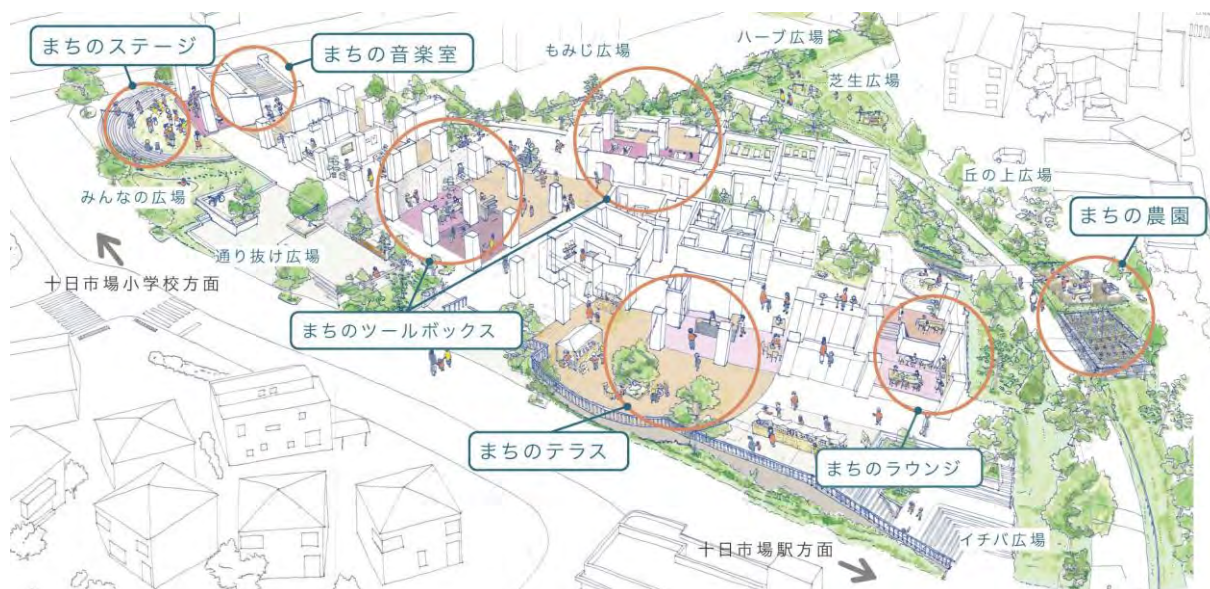 まちのステージ
まちの音楽室
もみじ広場
ハーブ広場
芝生広場
みんなの広場
丘の上広場
まちの農園
通り抜け広場
十日市場小学校方面
まちのツールボックス
まちのテラス
まちのラウンジ
十日市場駅方面
イチバ広場